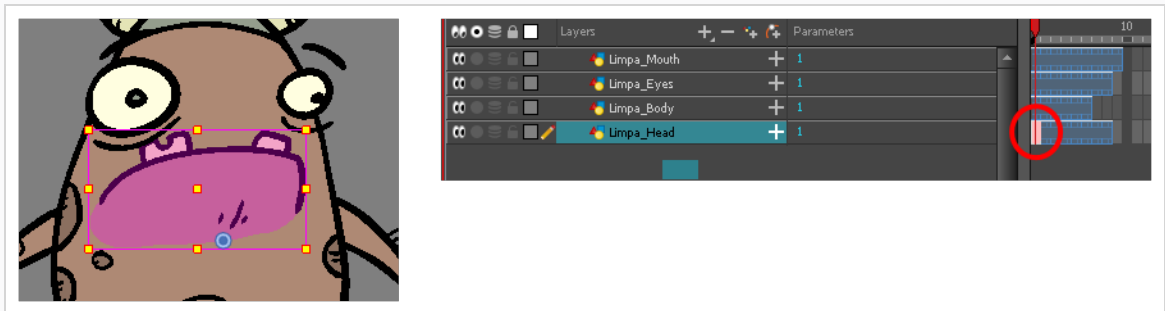 Layers Parameters 10
Limpa_Mouth 1
Limpa_Eyes 1
Limpa_Body 1
Limpa_Head 1